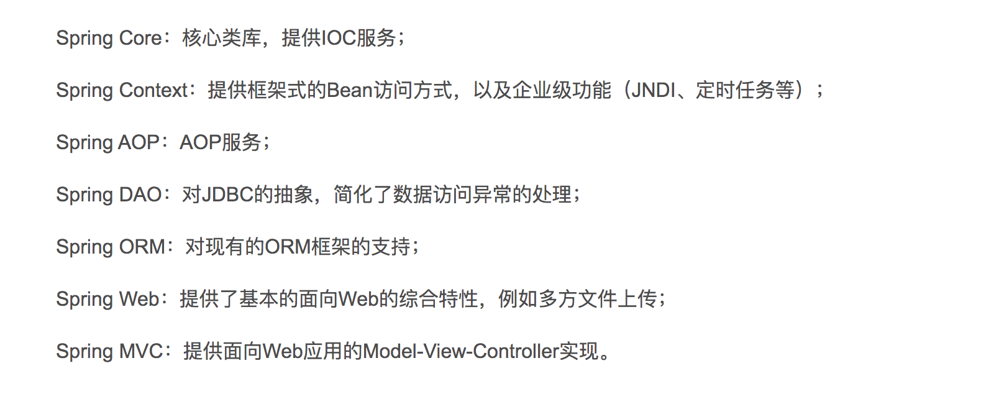 Spring Core：核心类库，提供IOC服务；
Spring Context：提供框架式的Bean访问方式，以及企业级功能（JNDI、定时任务等）；
Spring AOP：AOP服务；
Spring DAO：对JDBC的抽象，简化了数据访问异常的处理；
Spring ORM：对现有的ORM框架的支持；
Spring Web：提供了基本的面向Web的综合特性，例如多方文件上传；
Spring MVC：提供面向Web应用的Model-View-Controller实现。